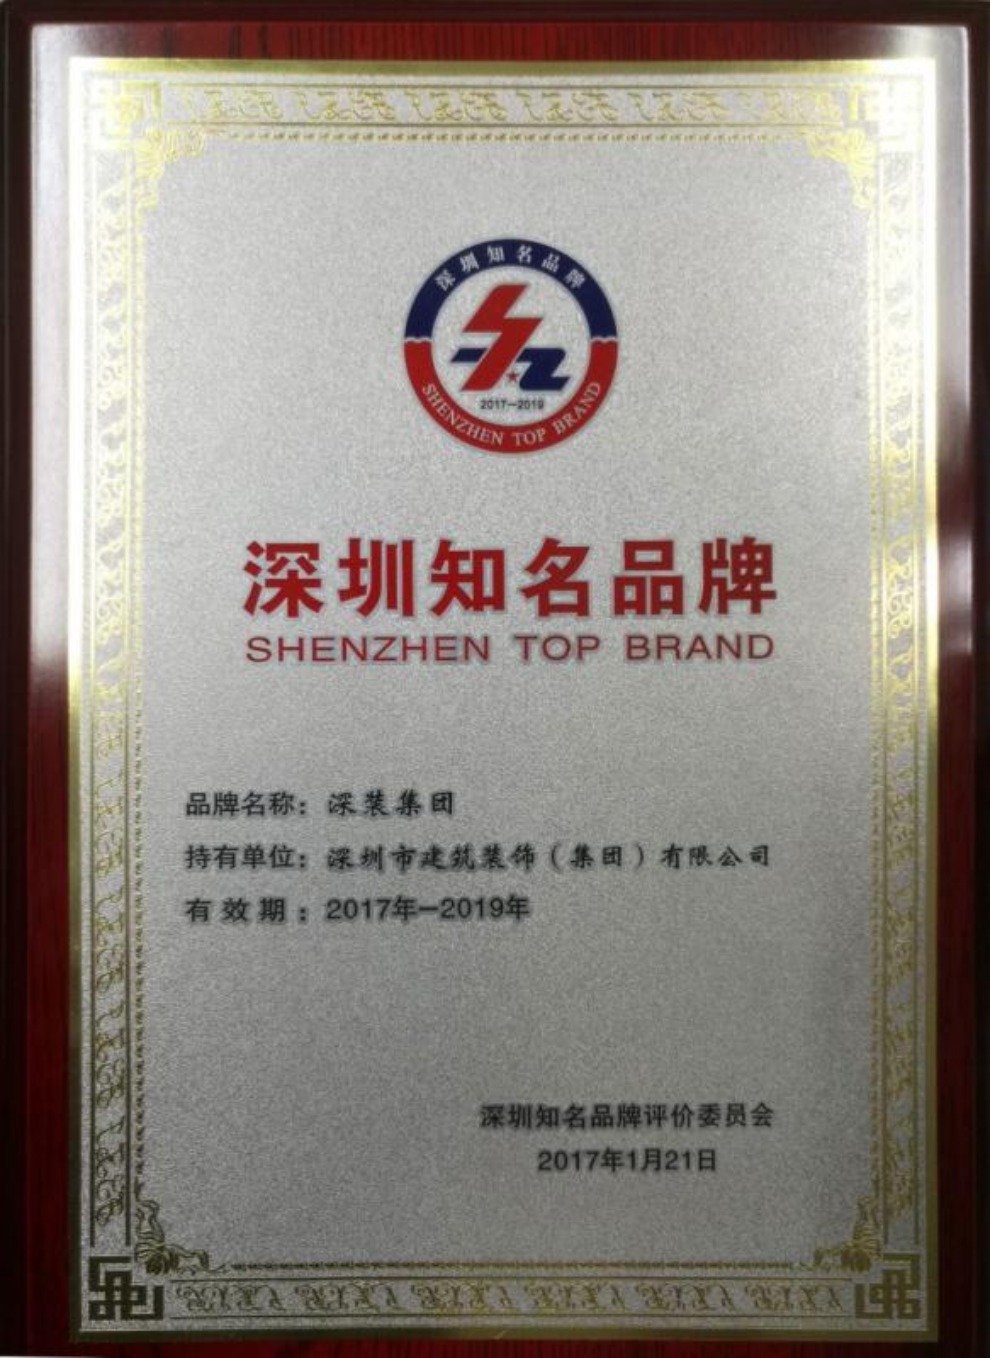 深圳知名品牌
2017—2019
SHENZHEN TOP BRAND
深圳知名品牌
SHENZHEN TOP BRAND
品牌名称：深装集团
持有单位：深圳市建筑装饰（集团）有限公司
有效期：2017年—2019年
深圳知名品牌评价委员会
2017年1月21日